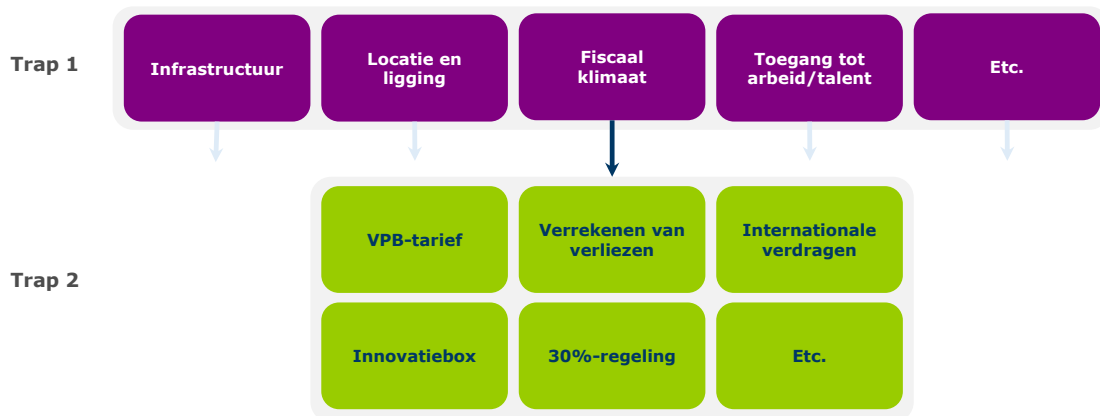 Trap 1
Infrastructuur
Locatie en
ligging
Fiscaal
klimaat
Toegang tot
arbeid/talent
Etc.
Trap 2
VPB-tarief
Verrekenen van
verliezen
Internationale
verdragen
Innovatiebox
30%-regeling
Etc.